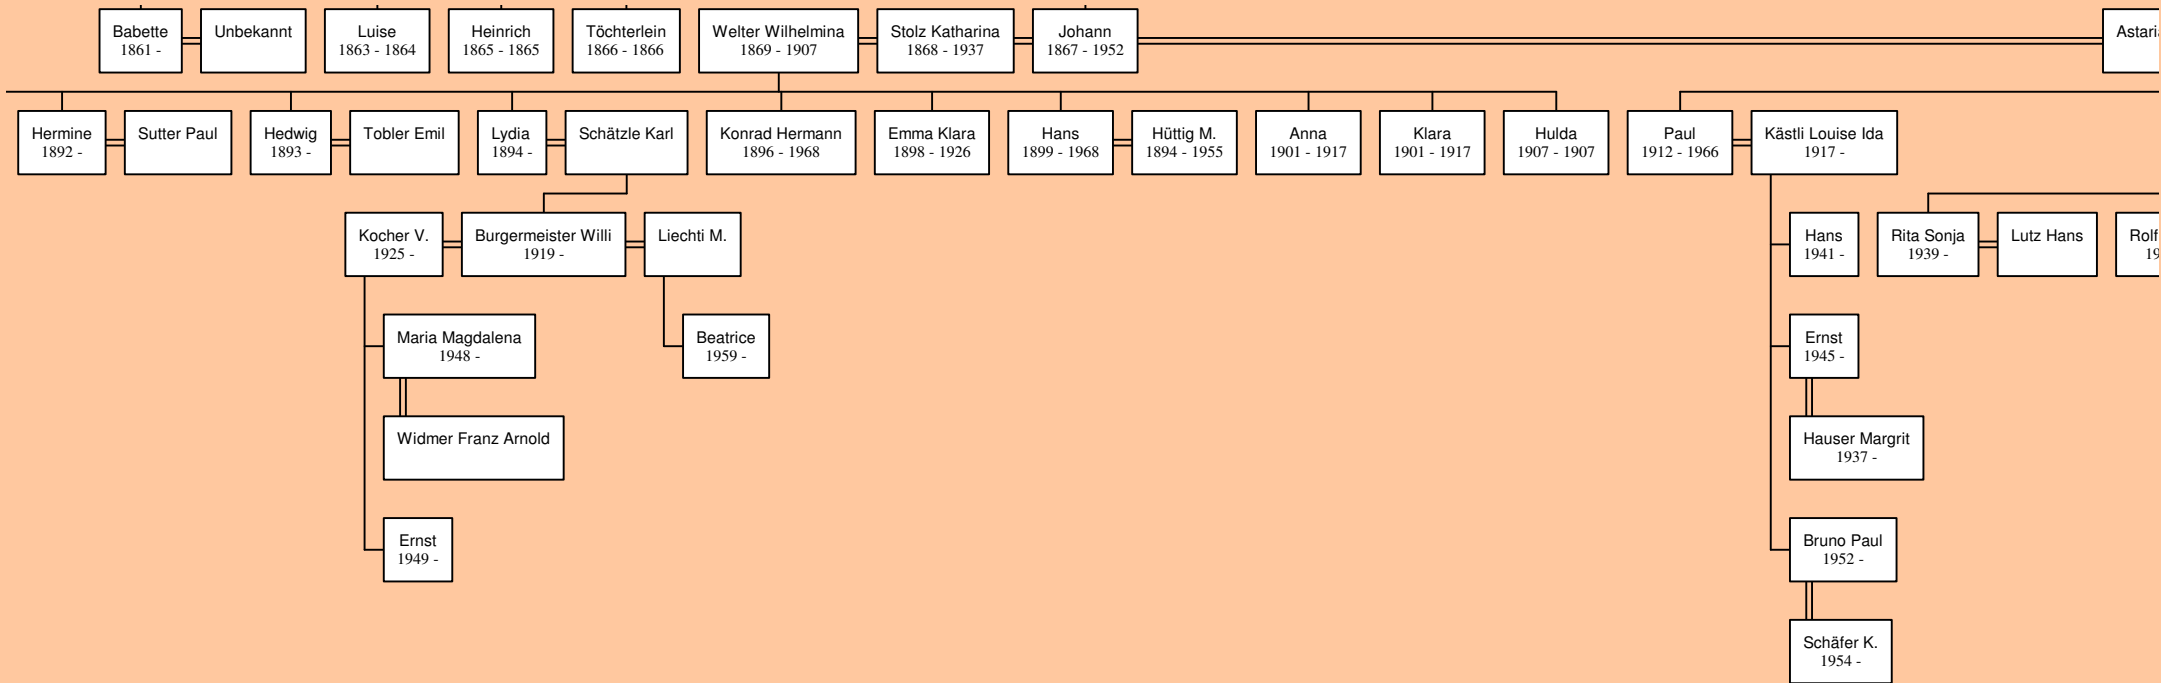 Babette
1861 -
Unbekannt
Luise
1863 - 1864
Heinrich
1865 - 1865
Töchterlein
1866 - 1866
Welter Wilhelmina
1869 - 1907
Stolz Katharina
1868 - 1937
Johann
1867 - 1952
Hermine
1892 -
Sutter Paul
Hedwig
1893 -
Tobler Emil
Lydia
1894 -
Schätzle Karl
Konrad Hermann
1896 - 1968
Emma Klara
1898 - 1926
Hans
1899 - 1968
Hüttig M.
1894 - 1955
Anna
1901 - 1917
Klara
1901 - 1917
Hulda
1907 - 1907
Paul
1912 - 1966
Kästli Louise Ida
1917 -
Kocher V.
1925 -
Burgermeister Willi
1919 -
Liechti M.
Hans
1941 -
Rita Sonja
1939 -
Lutz Hans
Rolf
19
Maria Magdalena
1948 -
Beatrice
1959 -
Ernst
1945 -
Widmer Franz Arnold
Hauser Margrit
1937 -
Ernst
1949 -
Bruno Paul
1952 -
Schäfer K.
1954 -